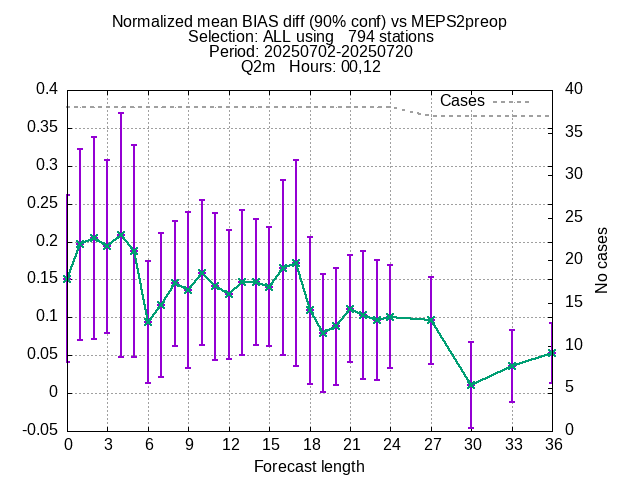 Normalized mean BIAS diff (90% conf) vs MEPS2preop
Selection: ALL using   794 stations
Period: 20250702-20250720
Q2m   Hours: 00,12
0.4
0.35
0.3
0.25
0.2
0.15
0.1
0.05
0
-0.05
Cases
40
35
30
25
20
15
10
5
0
No cases
0 3 6 9 12 15 18 21 24 27 30 33 36
Forecast length